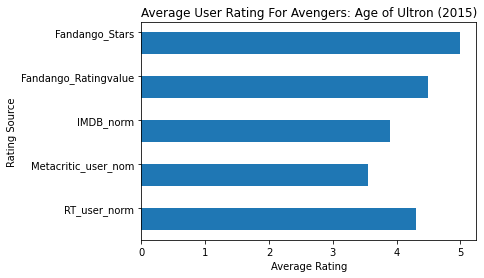 Average User Rating For Avengers: Age of Ultron (2015)
Fandango_Stars
Fandango_Ratingvalue
IMDB_norm
Metacritic_user_nom
RT_user_norm
Rating Source
0 1 2 3 4 5
Average Rating